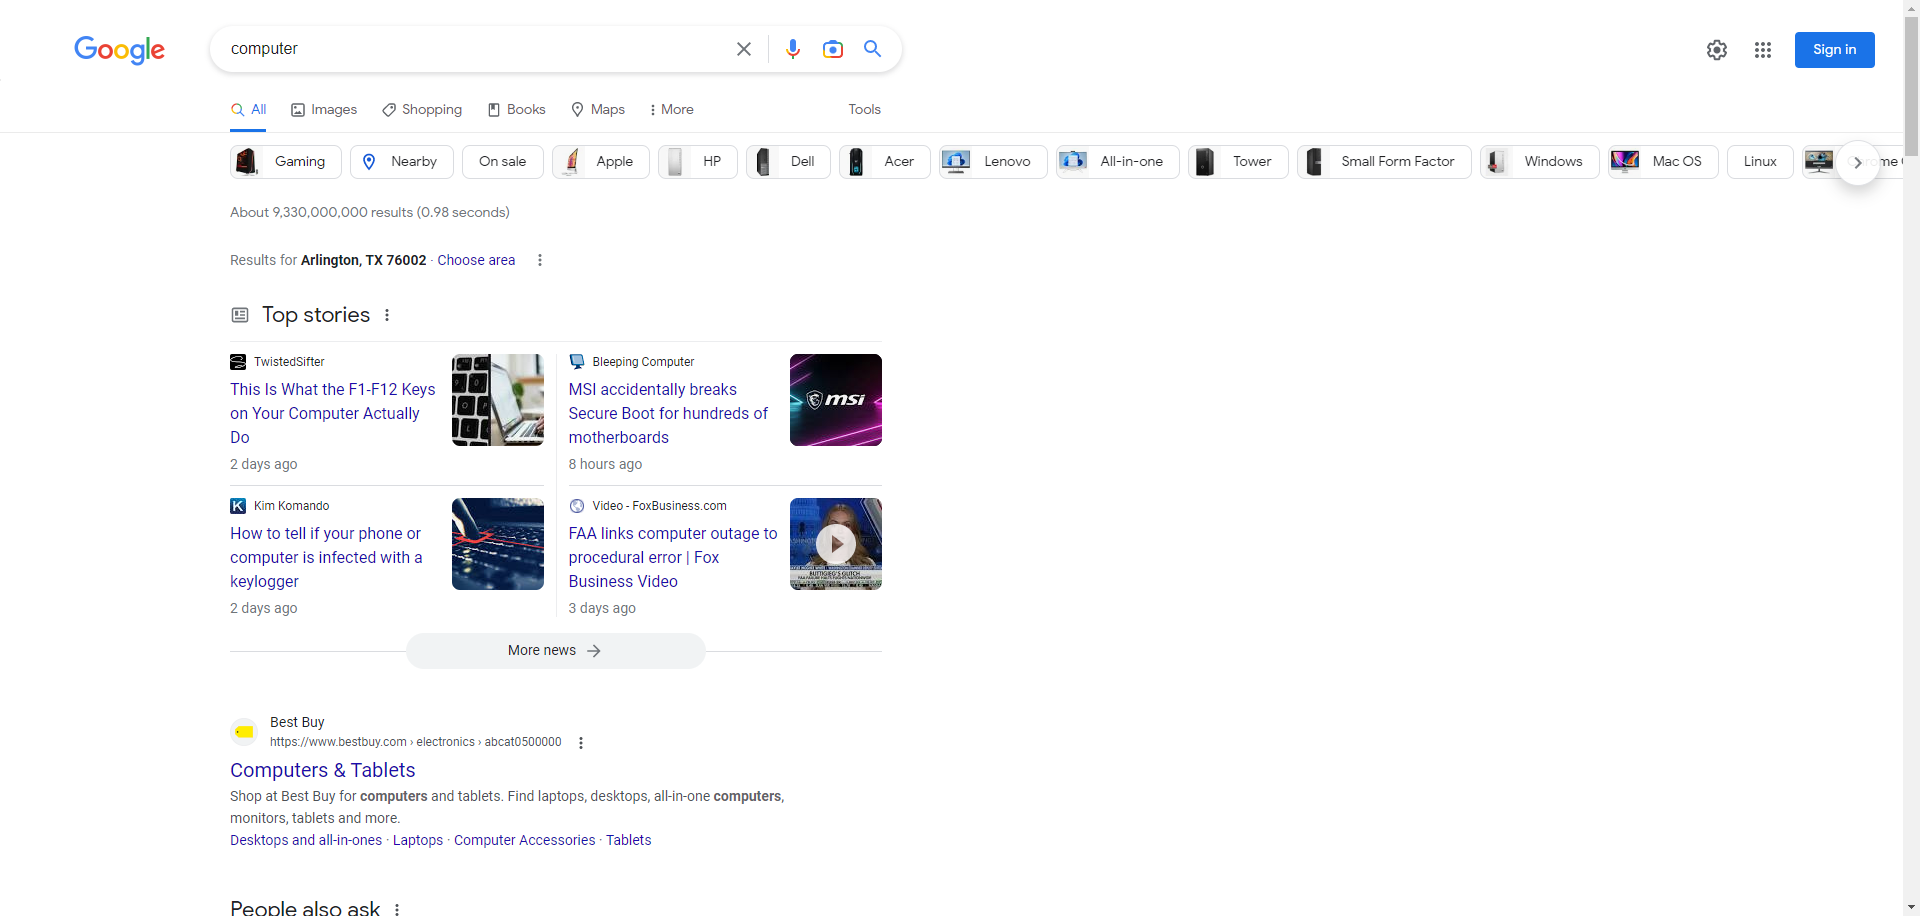 Google
computer
Sign in
All
Images
Shopping
Books
Maps
More
Tools
Gaming
Nearby
On sale
Apple
HP
Dell
Acer
Lenovo
All-in-one
Tower
Small Form Factor
Windows
Mac OS
Linux
About 9,330,000,000 results (0.98 seconds)
Results for Arlington, TX 76002 · Choose area
Top stories
TwistedSifter
This Is What the F1-F12 Keys
on Your Computer Actually
Do
2 days ago
Bleeping Computer
MSI accidentally breaks
Secure Boot for hundreds of
motherboards
8 hours ago
msi
Kim Komando
How to tell if your phone or
computer is infected with a
keylogger
2 days ago
Video - FoxBusiness.com
FAA links computer outage to
procedural error | Fox
Business Video
3 days ago
BUTTIGIEG'S GLITCH
More news
Best Buy
https://www.bestbuy.com › electronics › abcat0500000
Computers & Tablets
Shop at Best Buy for computers and tablets. Find laptops, desktops, all-in-one computers,
monitors, tablets and more.
Desktops and all-in-ones · Laptops · Computer Accessories · Tablets
People also ask